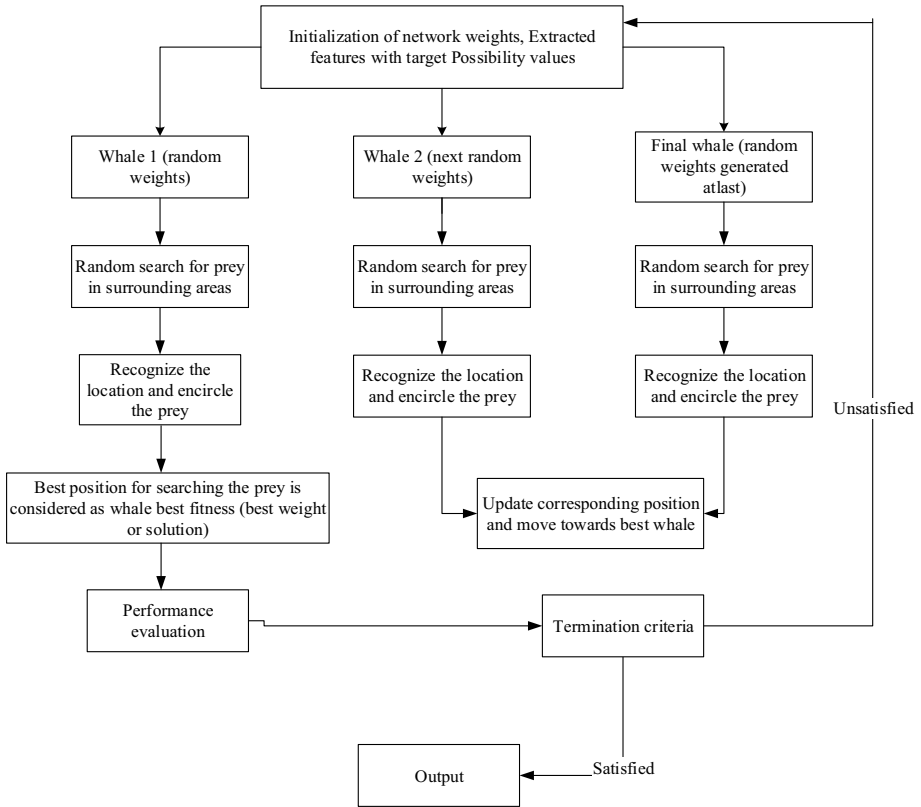 Initialization of network weights, Extracted
features with target Possibility values
Whale 1 (random
weights)
Whale 2 (next random
weights)
Final whale (random
weights generated
atlast)
Random search for prey
in surrounding areas
Random search for prey
in surrounding areas
Random search for prey
in surrounding areas
Recognize the
location and encircle
the prey
Recognize the location
and encircle the prey
Recognize the location
and encircle the prey
Unsatisfied
Best position for searching the prey is
considered as whale best fitness (best weight
or solution)
Update corresponding position
and move towards best whale
Performance
evaluation
Termination criteria
Satisfied
Output